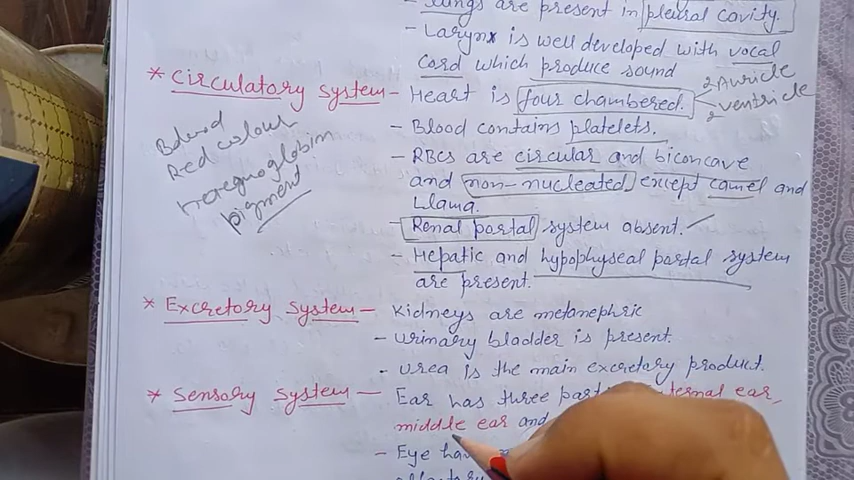 - Lungs are present in pleural cavity.
- Larynx is well developed with vocal
cord which produce sound
* Circulatory System - Heart is four chambered. 2 Auricle
2 ventricle
- Blood contains platelets.
Blood
Red colour
pigment
- RBCs are circular and biconcave
and non-nucleated, except camel and
Llama.
- Renal portal system absent.
- Hepatic and hypophyseal portal system
are present.
* Excretory System - Kidneys are metanephric
- Urinary bladder is present.
- Urea is the main excretory product.
* Sensory System - Ear has three ternal ear,
middle ear and
- Eye